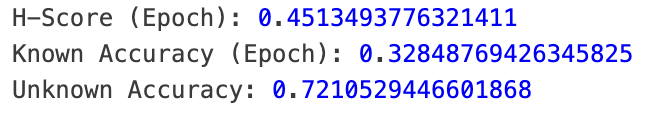 H-Score (Epoch): 0.4513493776321411
Known Accuracy (Epoch): 0.32848769426345825
Unknown Accuracy: 0.7210529446601868